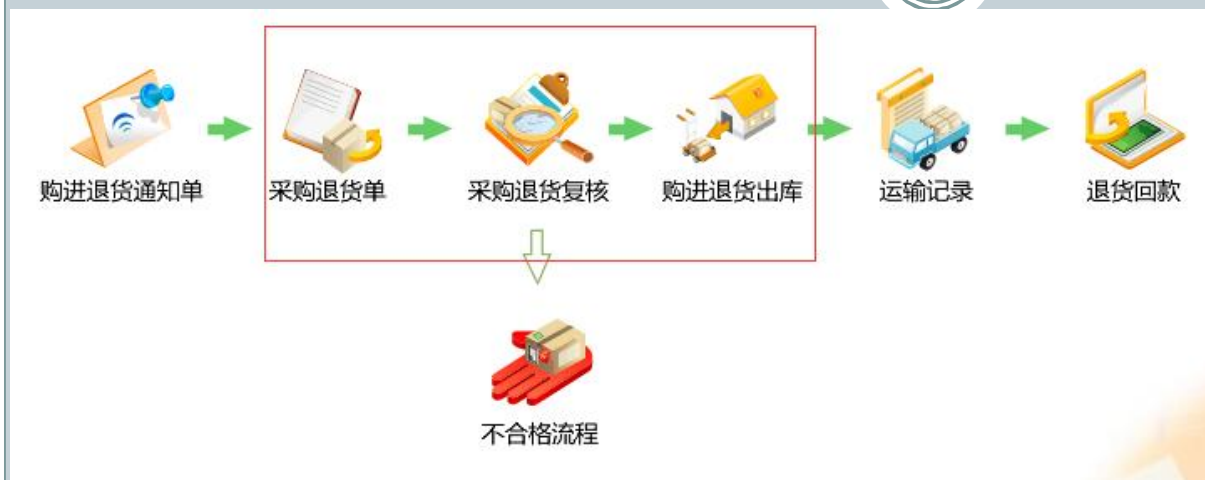 购进退货通知单
采购退货单
采购退货复核
购进退货出库
运输记录
退货回款
不合格流程